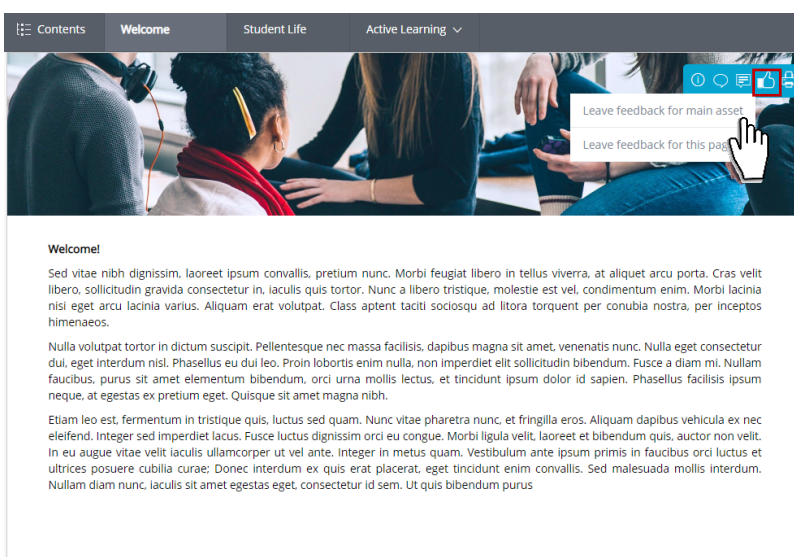 Contents Welcome Student Life Active Learning
Leave feedback for main asset
Leave feedback for this pag
Welcome!
Sed vitae nibh dignissim, laoreet ipsum convallis, pretium nunc. Morbi feugiat libero in tellus viverra, at aliquet arcu porta. Cras velit
libero, sollicitudin gravida consectetur in, iaculis quis tortor. Nunc a libero tristique, molestie est vel, condimentum enim. Morbi lacinia
nisi eget arcu lacinia varius. Aliquam erat volutpat. Class aptent taciti sociosqu ad litora torquent per conubia nostra, per inceptos
himenaeos.
Nulla volutpat tortor in dictum suscipit. Pellentesque nec massa facilisis, dapibus magna sit amet, venenatis nunc. Nulla eget consectetur
dui, eget interdum nisl. Phasellus eu dui leo. Proin lobortis enim nulla, non imperdiet elit sollicitudin bibendum. Fusce a diam mi. Nullam
faucibus, purus sit amet elementum bibendum, orci urna mollis lectus, et tincidunt ipsum dolor id sapien. Phasellus facilisis ipsum
neque, at egestas ex pretium eget. Quisque sit amet magna nibh.
Etiam leo est, fermentum in tristique quis, luctus sed quam. Nunc vitae pharetra nunc, et fringilla eros. Aliquam dapibus vehicula ex nec
eleifend. Integer sed imperdiet lacus. Fusce luctus dignissim orci eu congue. Morbi ligula velit, laoreet et bibendum quis, auctor non velit.
In eu augue vitae velit iaculis ullamcorper ut vel ante. Integer in metus quam. Vestibulum ante ipsum primis in faucibus orci luctus et
ultrices posuere cubilia curae; Donec interdum ex quis erat placerat, eget tincidunt enim convallis. Sed malesuada mollis interdum.
Nullam diam nunc, iaculis sit amet egestas eget, consectetur id sem. Ut quis bibendum purus